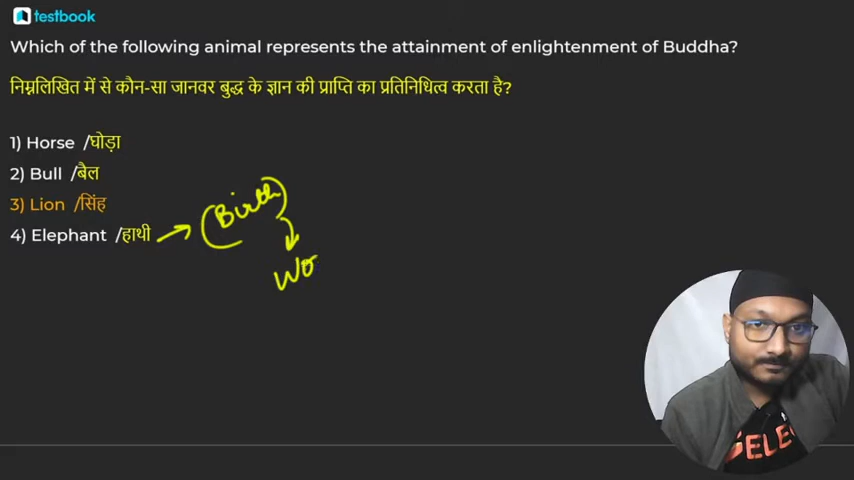 testbook
Which of the following animal represents the attainment of enlightenment of Buddha?
निम्नलिखित में से कौन-सा जानवर बुद्ध के ज्ञान की प्राप्ति का प्रतिनिधित्व करता है?
1) Horse /घोड़ा
2) Bull /बैल
3) Lion /सिंह
4) Elephant /हाथी
(Birth)
Wo